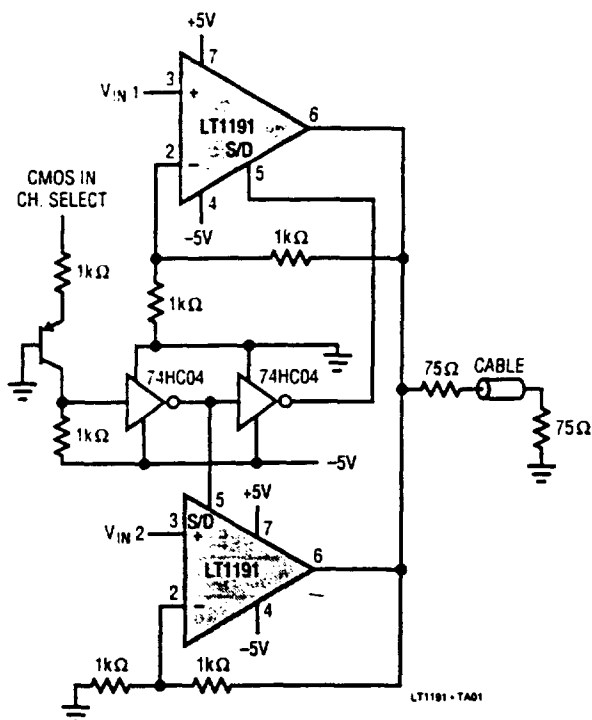 +5V
7
3
VIN 1
+
6
LT1191
S/D
2
−
5
CMOS IN
CH. SELECT
4
−5V
1kΩ
1kΩ
1kΩ
74HC04
74HC04
75Ω
CABLE
1kΩ
75Ω
−5V
5
+5V
S/D
3
VIN 2
+
7
6
LT1191
2
−
4
−5V
1kΩ
1kΩ
LT1191 • TA01